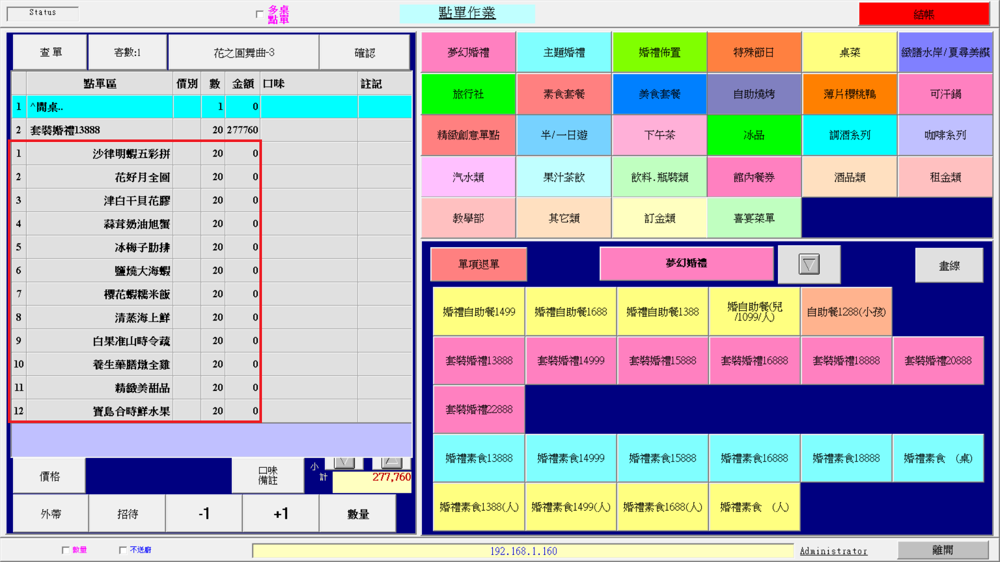 Status
多桌
點單
點單作業
結帳
查單 客數:1 花之圓舞曲-3 確認
點單區 價別 數 金額 口味 註記
1 ^開桌.. 1 0
2 套裝婚禮13888 20 277760
1 沙律明蝦五彩拼 20 0
2 花好月全圓 20 0
3 津白干貝花膠 20 0
4 蒜茸奶油旭蟹 20 0
5 冰梅子肋排 20 0
6 鹽燒大海蝦 20 0
7 櫻花蝦糯米飯 20 0
8 清蒸海上鮮 20 0
9 白果准山時令蔬 20 0
10 養生藥膳燉全雞 20 0
11 精緻美甜品 20 0
12 寶島合時鮮水果 20 0
價格 口味
備註
小
計
277,760
外帶 招待 -1 +1 數量
夢幻婚禮 主題婚禮 婚禮佈置 特殊節日 桌菜 緻膳水岸/夏尋美饌
旅行社 素食套餐 美食套餐 自助燒烤 薄片櫻桃鴨 可汗鍋
精緻創意單點 半/一日遊 下午茶 冰品 調酒系列 咖啡系列
汽水類 果汁茶飲 飲料.瓶裝類 館內餐券 酒品類 租金類
教學部 其它類 訂金類 喜宴菜單
單項退單 夢幻婚禮 ▽ 畫線
婚禮自助餐1499 婚禮自助餐1688 婚禮自助餐1388 婚自助餐(兒
/1099/人) 自助餐1288(小孩)
套裝婚禮13888 套裝婚禮14999 套裝婚禮15888 套裝婚禮16888 套裝婚禮18888 套裝婚禮20888
套裝婚禮22888
婚禮素食13888 婚禮素食14999 婚禮素食15888 婚禮素食16888 婚禮素食18888 婚禮素食 (桌)
婚禮素食1388(人) 婚禮素食1499(人) 婚禮素食1688(人) 婚禮素食 (人)
數量 不送廚 192.168.1.160 Administrator 離開